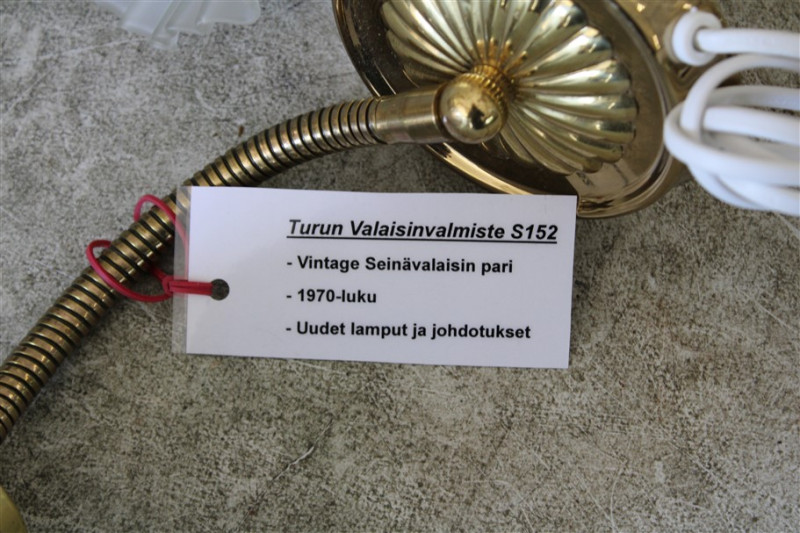 Turun Valaisinvalmiste S152
- Vintage Seinävalaisin pari
- 1970-luku
- Uudet lamput ja johdotukset